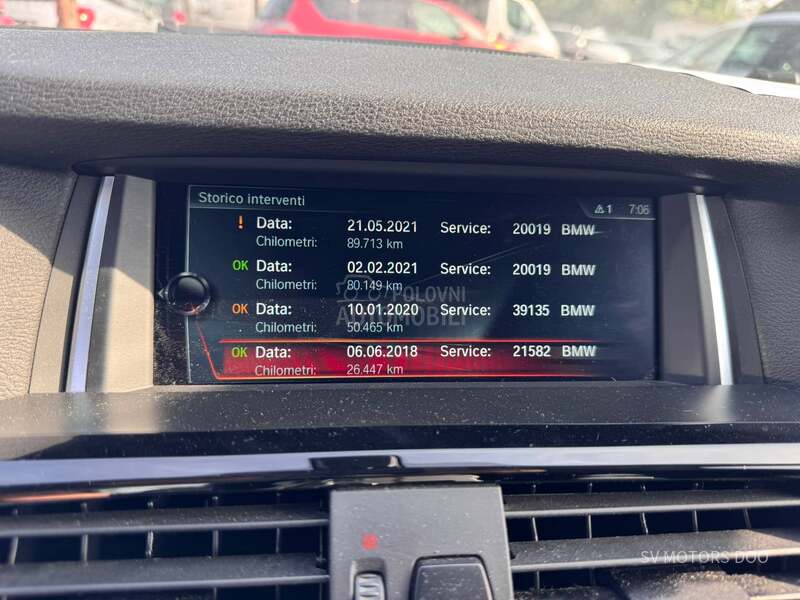 Storico interventi
1 7:06
! Data: 21.05.2021 Service: 20019 BMW
Chilometri: 89.713 km
OK Data: 02.02.2021 Service: 20019 BMW
Chilometri: 80.149 km
POLOVNI
AUTOMOBILI
OK Data: 10.01.2020 Service: 39135 BMW
Chilometri: 50.465 km
OK Data: 06.06.2018 Service: 21582 BMW
Chilometri: 26.447 km
SV MOTORS DOO